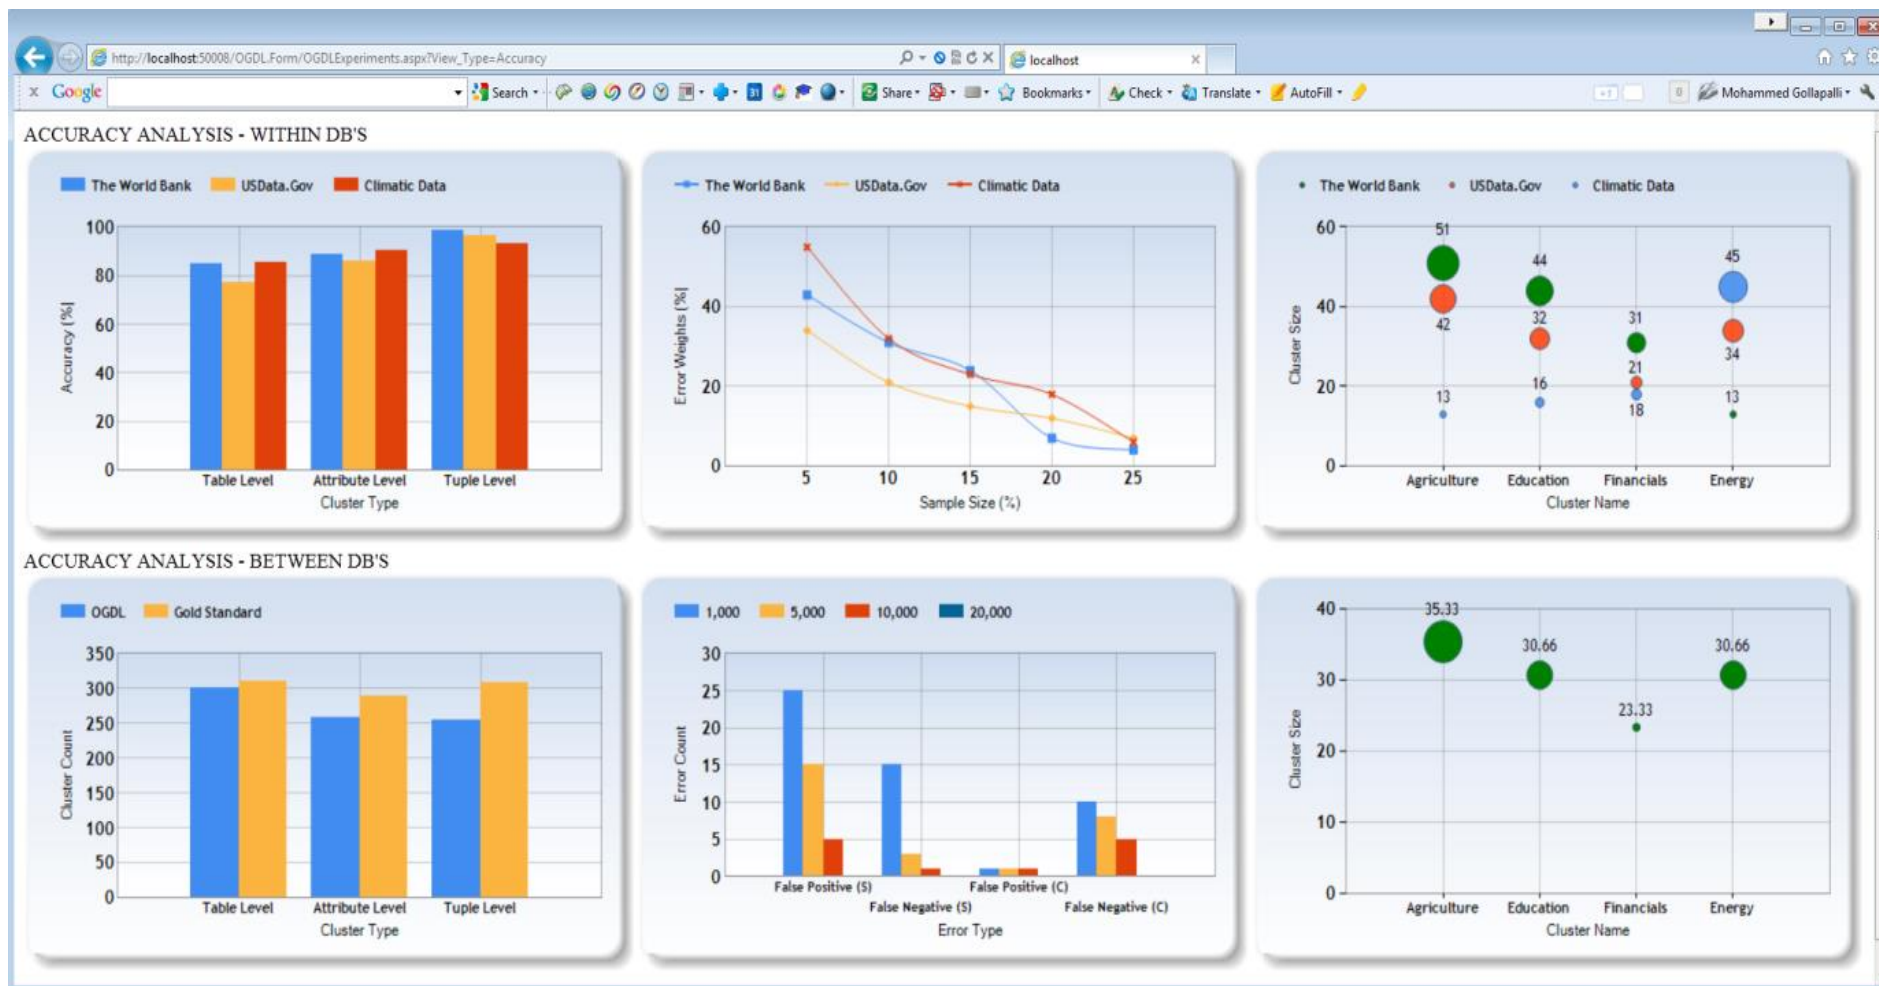 http://localhost:50008/OGDL.Form/OGDLExperiments.aspx?View_Type=Accuracy
localhost
x Google Search Share Bookmarks Check Translate AutoFill 0 Mohammed Gollapalli
ACCURACY ANALYSIS - WITHIN DB'S
The World Bank USData.Gov Climatic Data
100
80
60
40
20
0
Accuracy (%)
Table Level Attribute Level Tuple Level
Cluster Type
The World Bank USData.Gov Climatic Data
60
40
20
0
Error Weights (%)
5 10 15 20 25
Sample Size (%)
The World Bank USData.Gov Climatic Data
60
40
20
0
Cluster Size
51
42
13
44
32
16
31
21
18
45
34
13
Agriculture Education Financials Energy
Cluster Name
ACCURACY ANALYSIS - BETWEEN DB'S
OGDL Gold Standard
350
300
250
200
150
100
50
0
Cluster Count
Table Level Attribute Level Tuple Level
Cluster Type
1,000 5,000 10,000 20,000
30
25
20
15
10
5
0
Error Count
False Positive (S) False Positive (C)
False Negative (S) False Negative (C)
Error Type
40
30
20
10
0
Cluster Size
35.33
30.66
23.33
30.66
Agriculture Education Financials Energy
Cluster Name